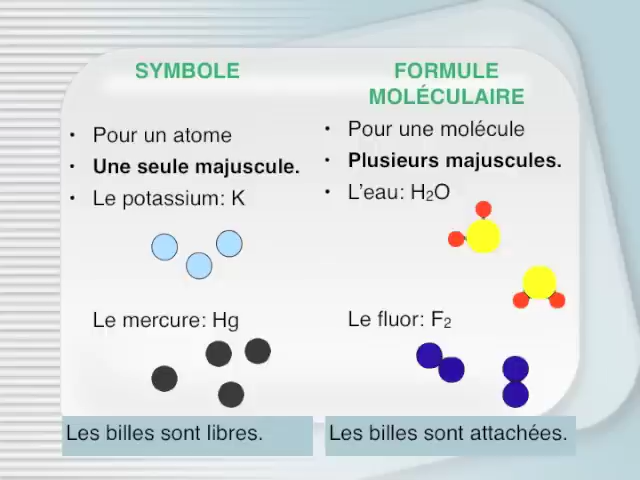 SYMBOLE
• Pour un atome
• Une seule majuscule.
• Le potassium: K
Le mercure: Hg
Les billes sont libres.
FORMULE
MOLÉCULAIRE
• Pour une molécule
• Plusieurs majuscules.
• L'eau: H₂O
Le fluor: F₂
Les billes sont attachées.